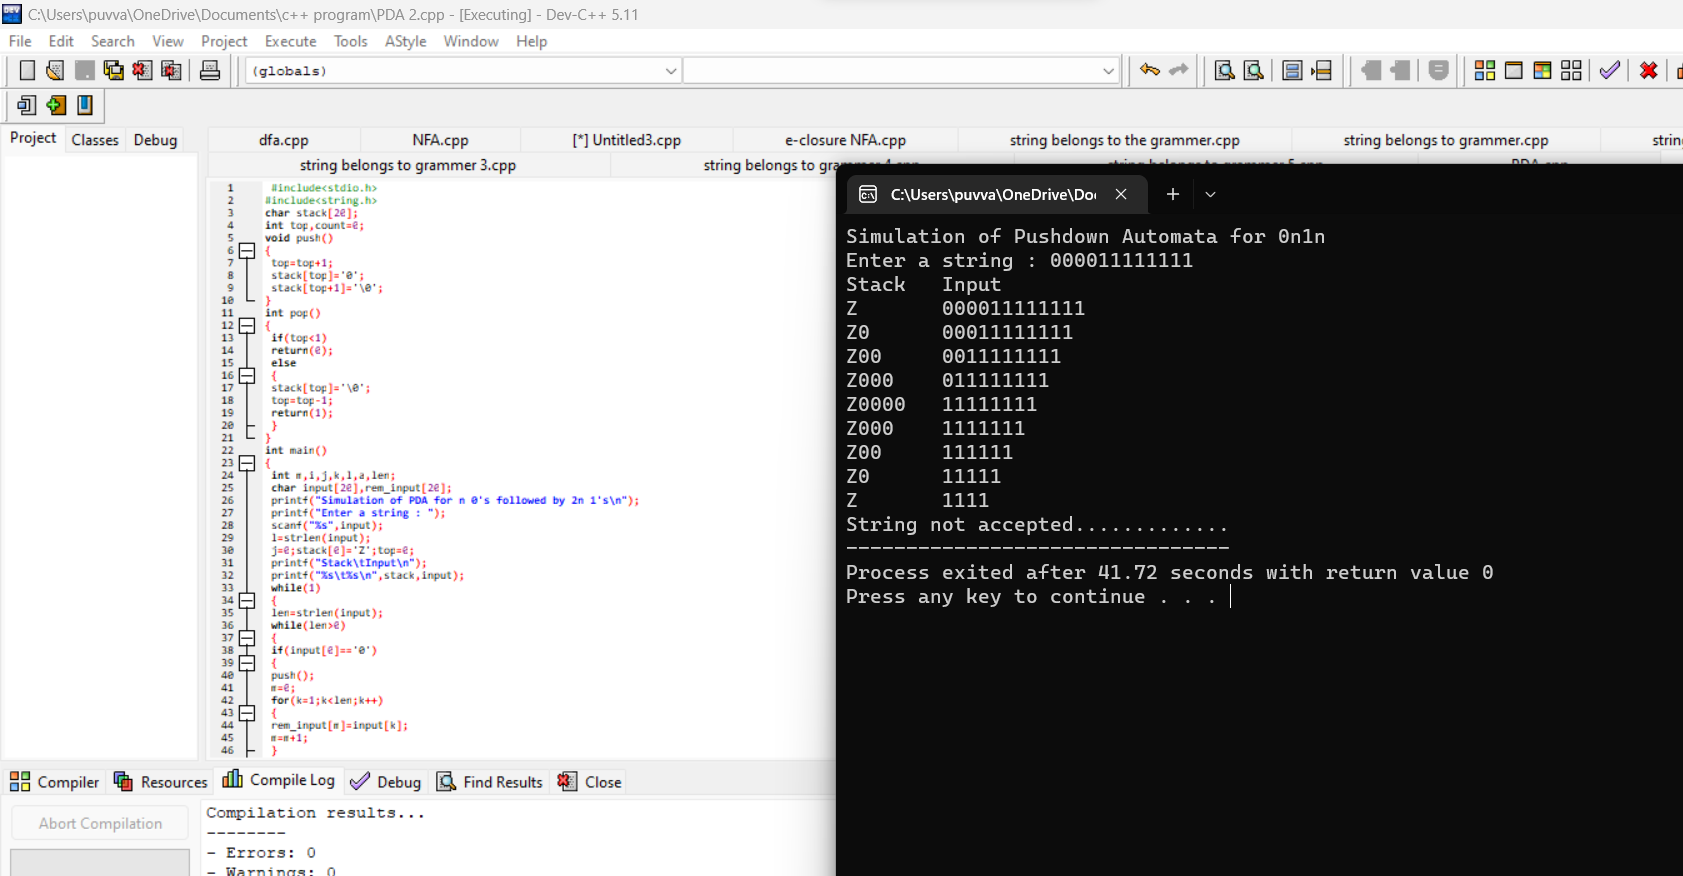 C:\Users\puvva\OneDrive\Documents\c++ program\PDA 2.cpp - [Executing] - Dev-C++ 5.11
File Edit Search View Project Execute Tools AStyle Window Help
(globals)
Project Classes Debug
dfa.cpp NFA.cpp [*] Untitled3.cpp e-closure NFA.cpp string belongs to the grammer.cpp string belongs to grammer.cpp
string belongs to grammer 3.cpp string belongs to
1 #include<stdio.h>
2 #include<string.h>
3 char stack[20];
4 int top,count=0;
5 void push()
6 {
7 top=top+1;
8 stack[top]='0';
9 stack[top+1]='\0';
10 }
11 int pop()
12 {
13 if(top<1)
14 return(0);
15 else
16 {
17 stack[top]='\0';
18 top=top-1;
19 return(1);
20 }
21 }
22 int main()
23 {
24 int m,i,j,k,l,a,len;
25 char input[20],rem_input[20];
26 printf("Simulation of PDA for n 0's followed by 2n 1's\n");
27 printf("Enter a string : ");
28 scanf("%s",input);
29 l=strlen(input);
30 j=0;stack[0]='Z';top=0;
31 printf("Stack\tInput\n");
32 printf("%s\t%s\n",stack,input);
33 while(1)
34 {
35 len=strlen(input);
36 while(len>0)
37 {
38 if(input[0]=='0')
39 {
40 push();
41 m=0;
42 for(k=1;k<len;k++)
43 {
44 rem_input[m]=input[k];
45 m=m+1;
46 }
C:\Users\puvva\OneDrive\Do
Simulation of Pushdown Automata for 0n1n
Enter a string : 000011111111
Stack Input
Z 000011111111
Z0 00011111111
Z00 0011111111
Z000 011111111
Z0000 11111111
Z000 1111111
Z00 111111
Z0 11111
Z 1111
String not accepted.............
--------------------------------
Process exited after 41.72 seconds with return value 0
Press any key to continue . . .
Compiler Resources Compile Log Debug Find Results Close
Abort Compilation
Compilation results...
--------
- Errors: 0
- Warnings: 0